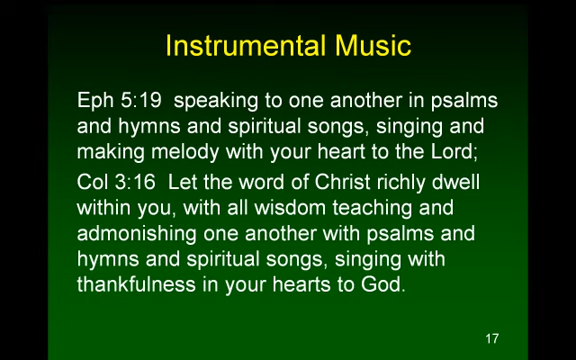 Instrumental Music
Eph 5:19  speaking to one another in psalms
and hymns and spiritual songs, singing and
making melody with your heart to the Lord;
Col 3:16  Let the word of Christ richly dwell
within you, with all wisdom teaching and
admonishing one another with psalms and
hymns and spiritual songs, singing with
thankfulness in your hearts to God.
17